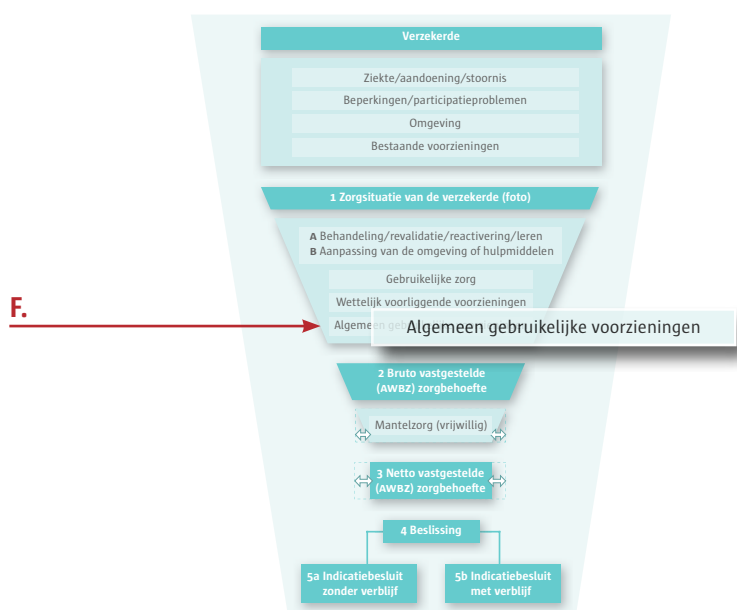 Verzekerde
Ziekte/aandoening/stoornis
Beperkingen/participatieproblemen
Omgeving
Bestaande voorzieningen
1 Zorgsituatie van de verzekerde (foto)
A Behandeling/revalidatie/reactivering/leren
B Aanpassing van de omgeving of hulpmiddelen
Gebruikelijke zorg
Wettelijk voorliggende voorzieningen
F.
Algemeen
Algemeen gebruikelijke voorzieningen
2 Bruto vastgestelde
(AWBZ) zorgbehoefte
Mantelzorg (vrijwillig)
3 Netto vastgestelde
(AWBZ) zorgbehoefte
4 Beslissing
5a Indicatiebesluit
zonder verblijf
5b Indicatiebesluit
met verblijf